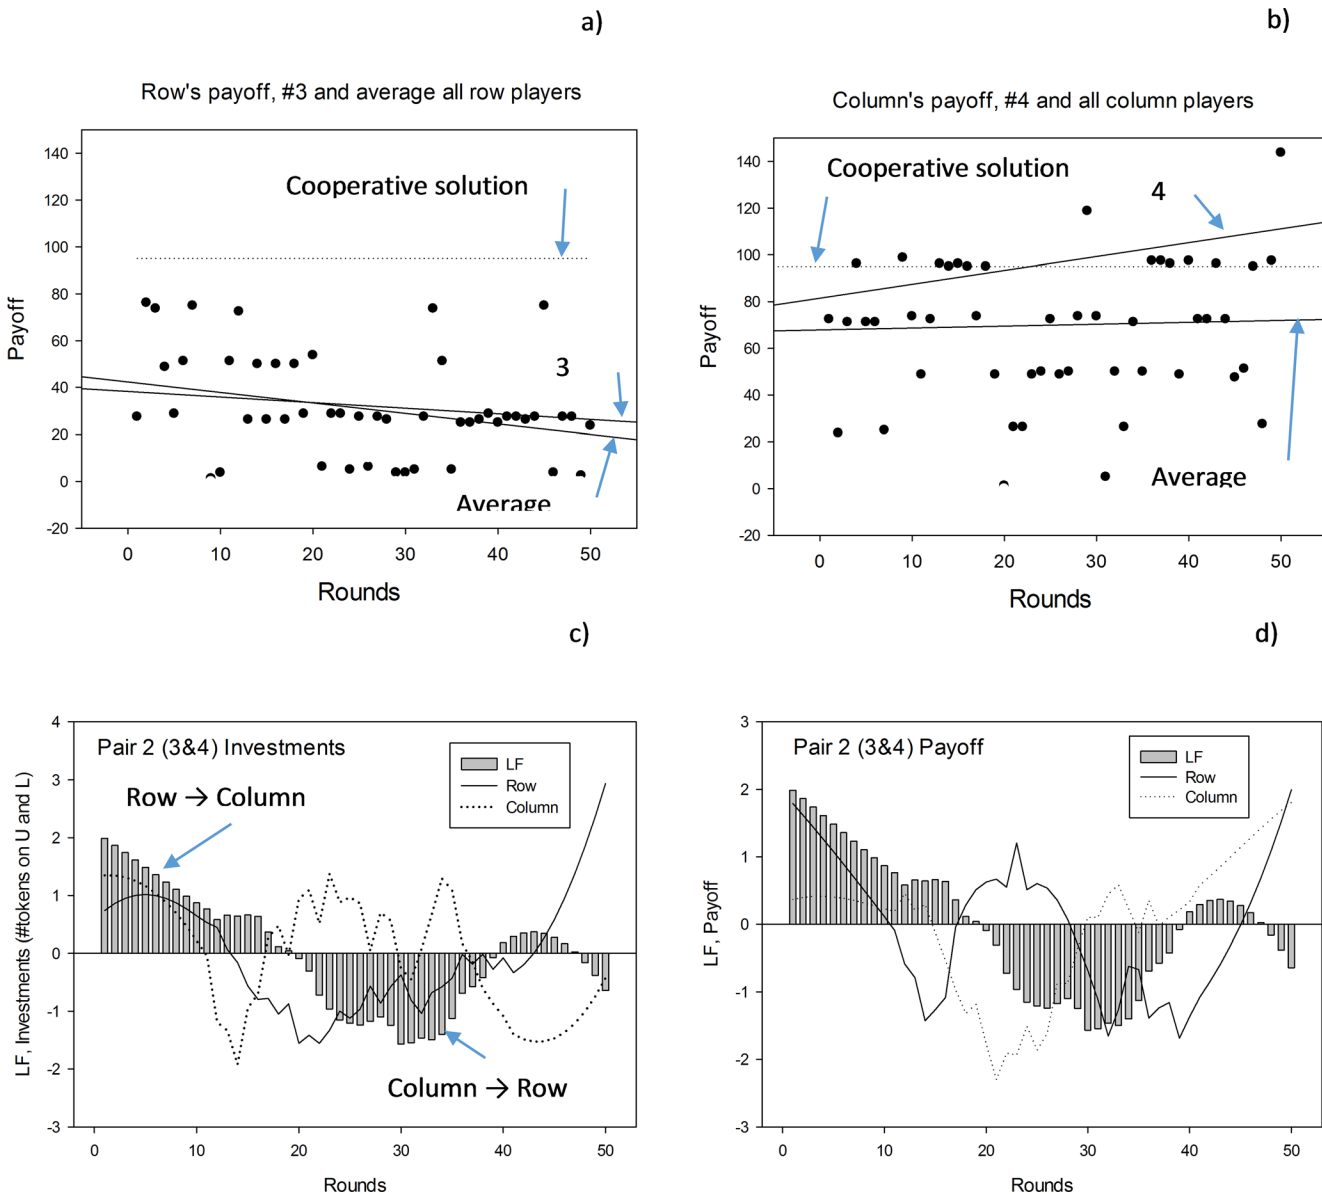 a)
Row's payoff, #3 and average all row players
Payoff
140
120
100
80
60
40
20
0
-20
Cooperative solution
3
Average
0 10 20 30 40 50
Rounds
b)
Column's payoff, #4 and all column players
Payoff
140
120
100
80
60
40
20
0
-20
Cooperative solution
4
Average
0 10 20 30 40 50
Rounds
c)
LF, Investments (#tokens on U and L)
4
3
2
1
0
-1
-2
-3
Pair 2 (3&4) Investments
LF
Row
Column
Row → Column
Column → Row
0 10 20 30 40 50
Rounds
d)
LF, Payoff
3
2
1
0
-1
-2
-3
Pair 2 (3&4) Payoff
LF
Row
Column
0 10 20 30 40 50
Rounds